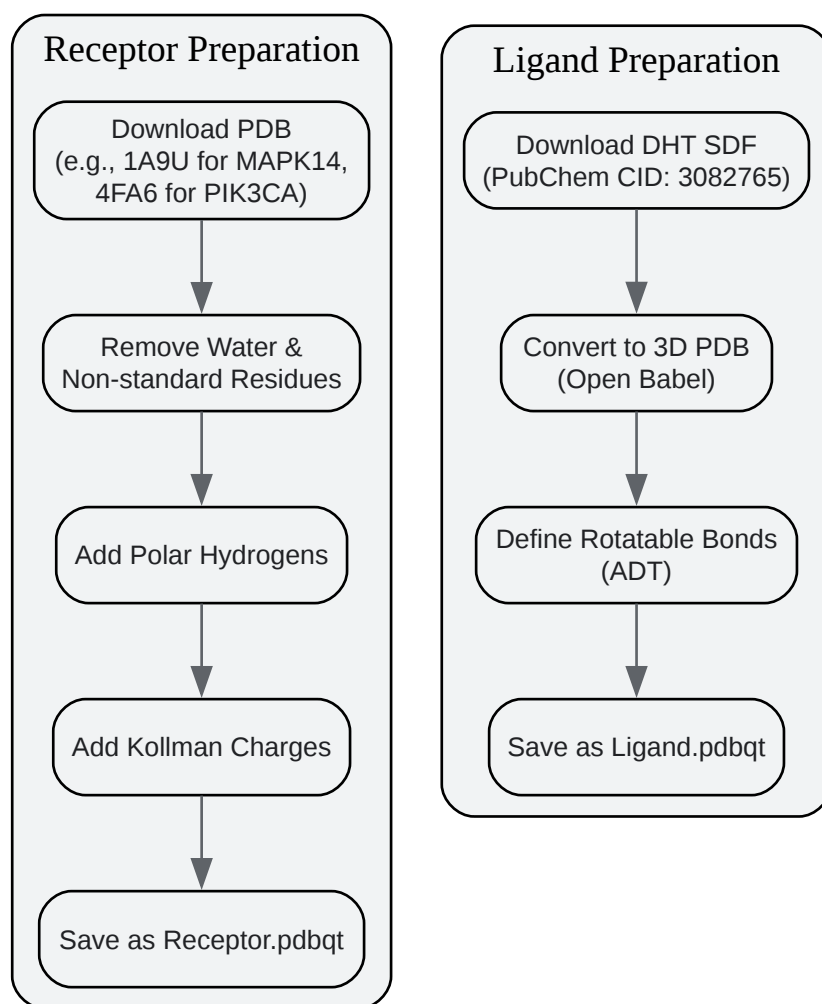 Receptor Preparation
Download PDB
(e.g., 1A9U for MAPK14,
4FA6 for PIK3CA)
Remove Water &
Non-standard Residues
Add Polar Hydrogens
Add Kollman Charges
Save as Receptor.pdbqt
Ligand Preparation
Download DHT SDF
(PubChem CID: 3082765)
Convert to 3D PDB
(Open Babel)
Define Rotatable Bonds
(ADT)
Save as Ligand.pdbqt